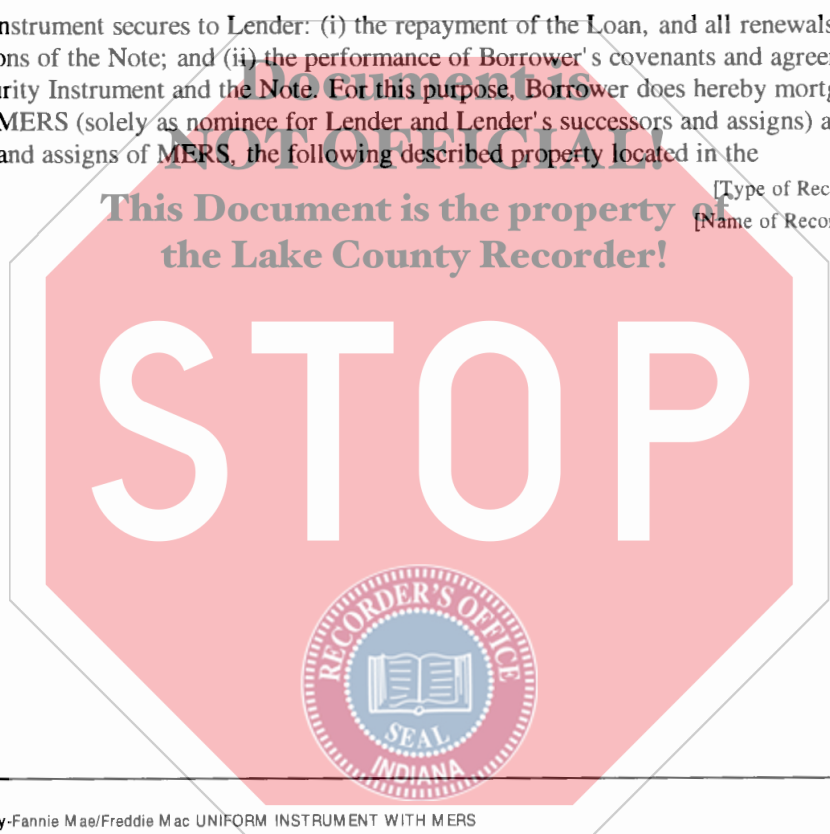 nstrument secures to Lender: (i) the repayment of the Loan, and all renewals
ons of the Note; and (ii) the performance of Borrower's covenants and agree
rity Instrument and the Note. For this purpose, Borrower does hereby mortg
MERS (solely as nominee for Lender and Lender's successors and assigns) a
and assigns of MERS, the following described property located in the
[Type of Rec
[Name of Recor
Document is
NOT OFFICIAL!
This Document is the property of
the Lake County Recorder!
STOP
RECORDER'S OFFICE
SEAL
INDIANA
y-Fannie Mae/Freddie Mac UNIFORM INSTRUMENT WITH MERS